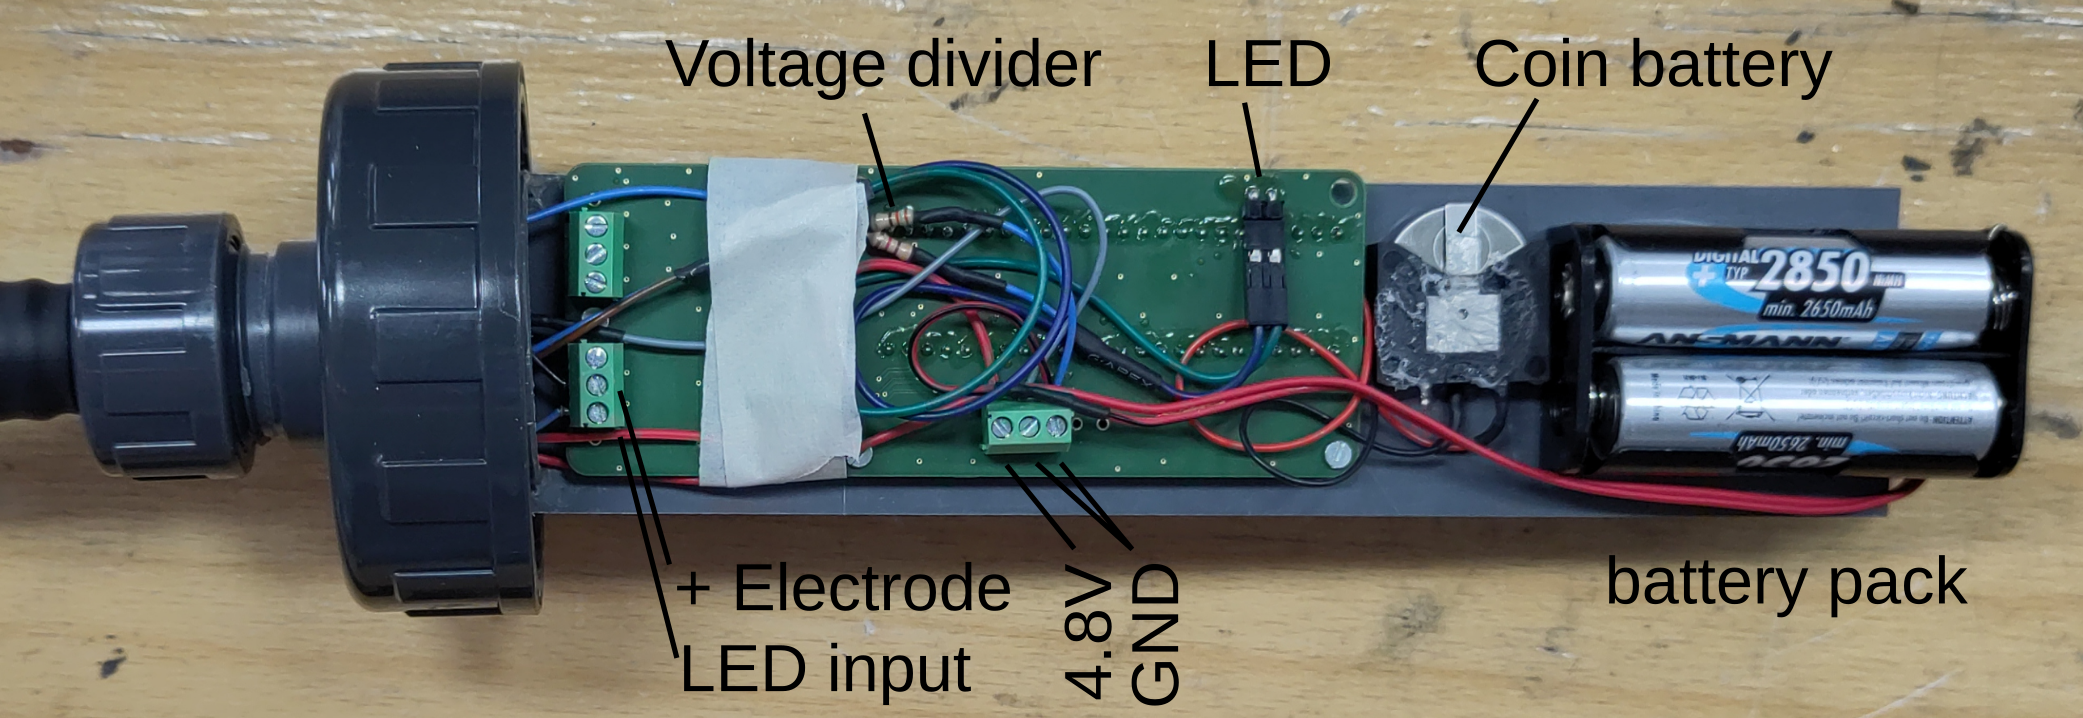 Voltage divider
LED
Coin battery
DIGITAL
+ TYP 2850 NiMH
min. 2650mAh
ANSMANN
min. 2650mAh
+ Electrode
LED input
4.8V
GND
battery pack